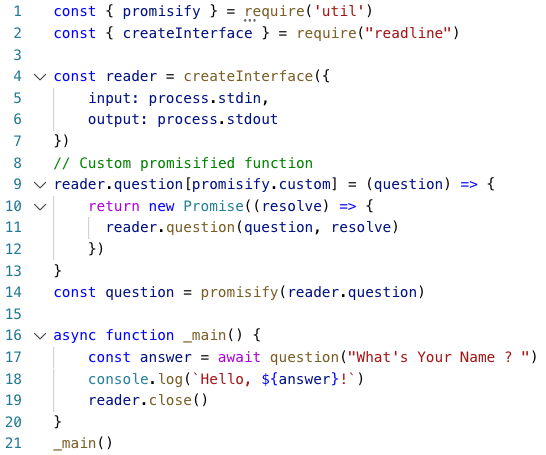 1 const { promisify } = require('util')
2 const { createInterface } = require("readline")
3
4 const reader = createInterface({
5     input: process.stdin,
6     output: process.stdout
7 })
8 // Custom promisified function
9 reader.question[promisify.custom] = (question) => {
10     return new Promise((resolve) => {
11       reader.question(question, resolve)
12     })
13 }
14 const question = promisify(reader.question)
15
16 async function _main() {
17     const answer = await question("What's Your Name ? ")
18     console.log(`Hello, ${answer}!`)
19     reader.close()
20 }
21 _main()